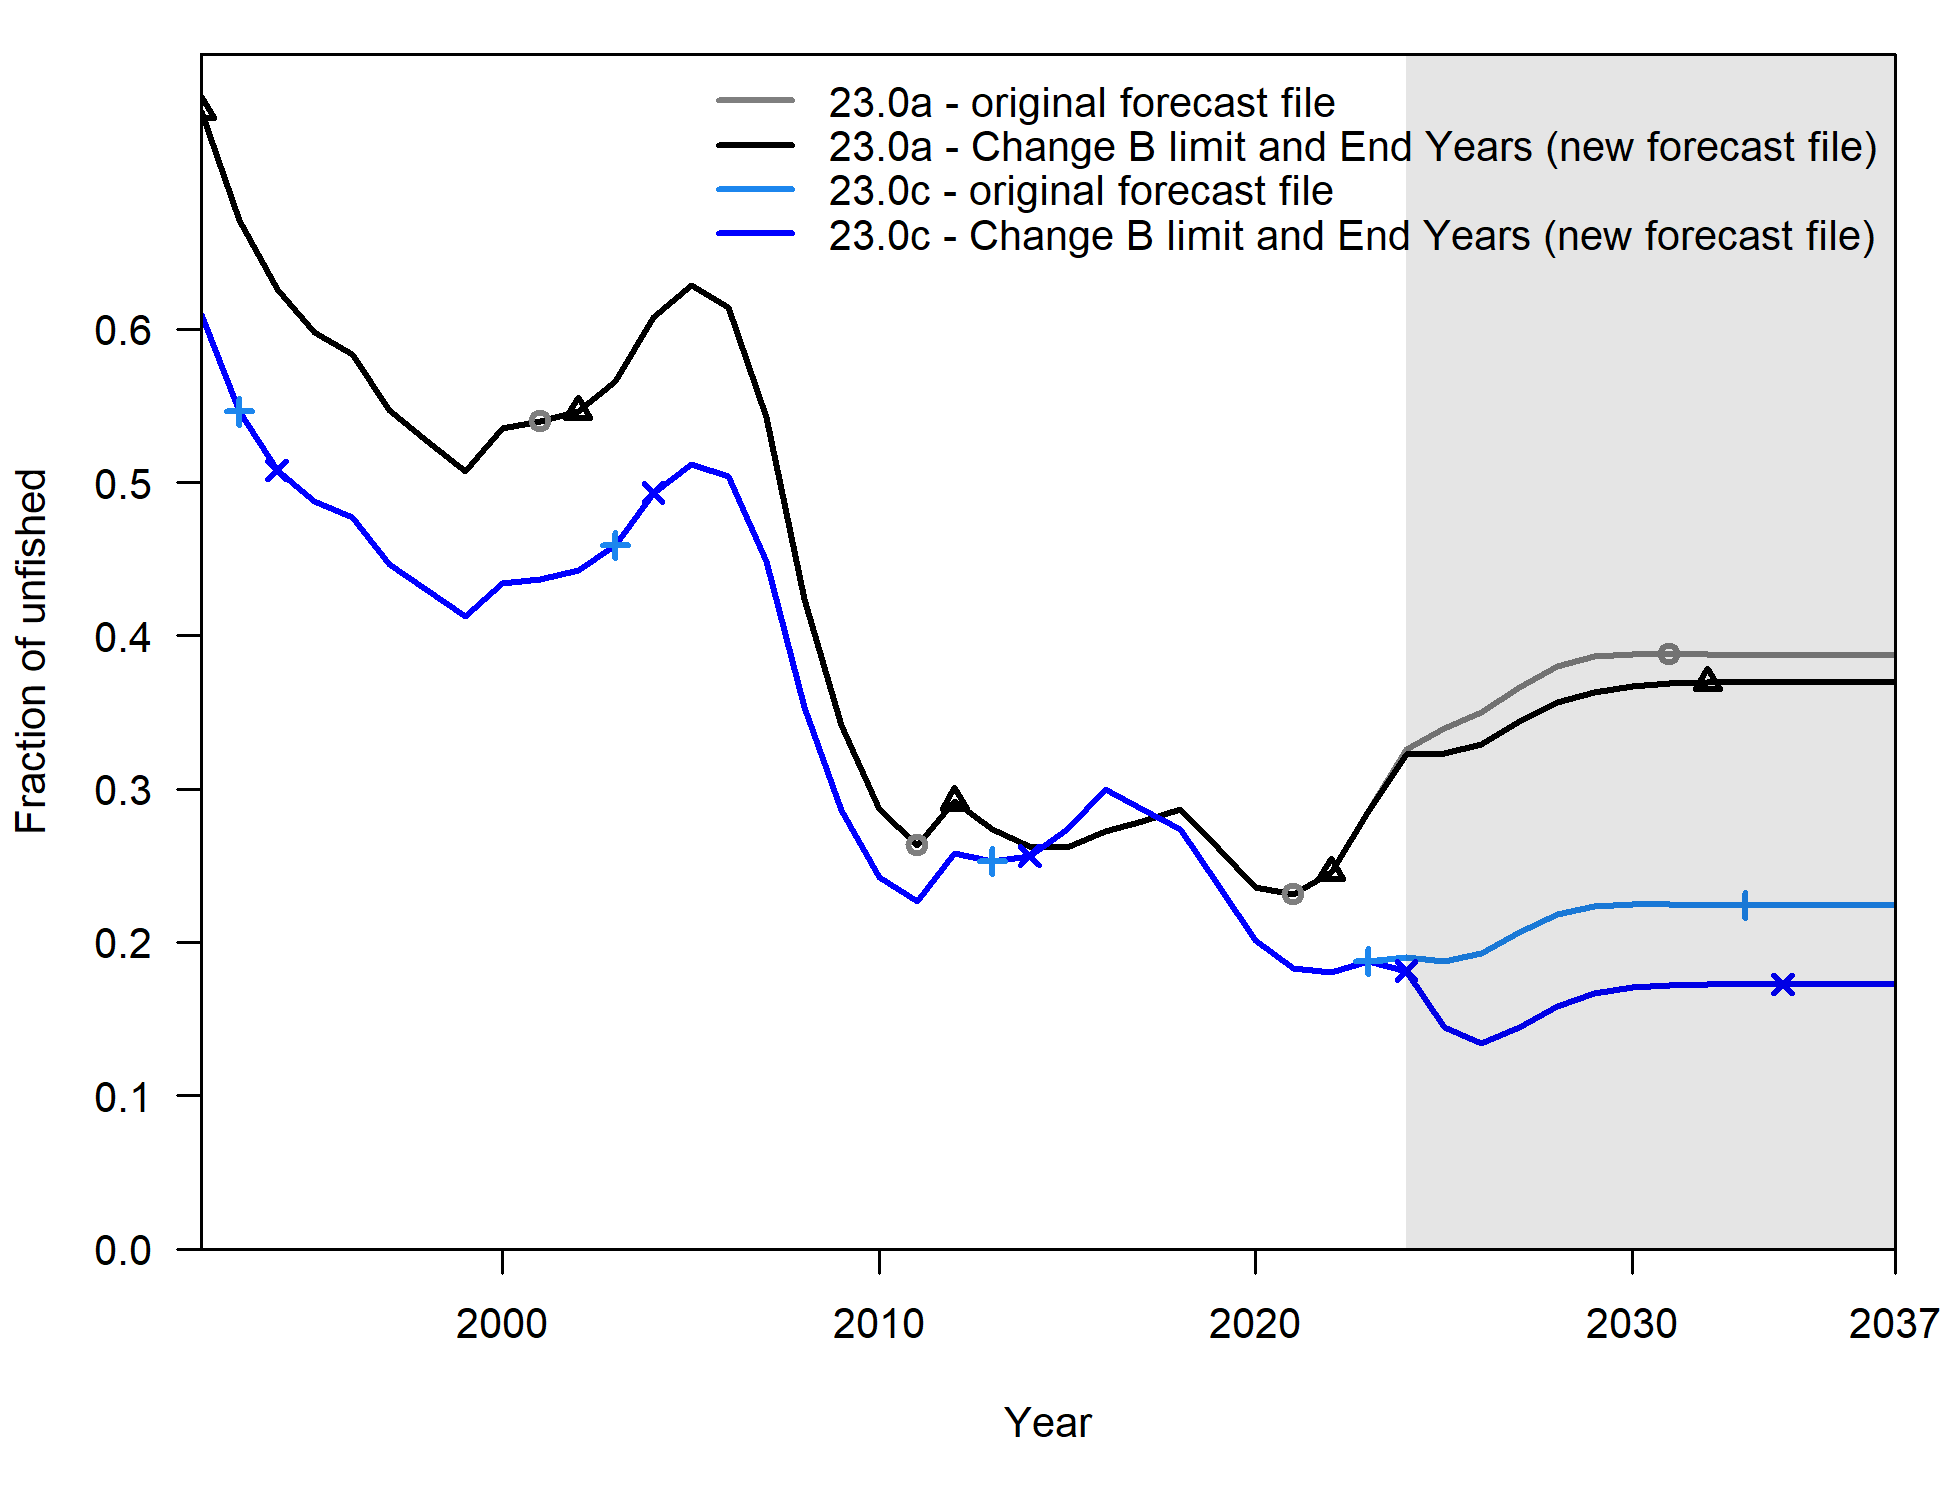 23.0a - original forecast file
23.0a - Change B limit and End Years (new forecast file)
23.0c - original forecast file
23.0c - Change B limit and End Years (new forecast file)
Fraction of unfished
0.6
0.5
0.4
0.3
0.2
0.1
0.0
2000
2010
2020
2030
2037
Year